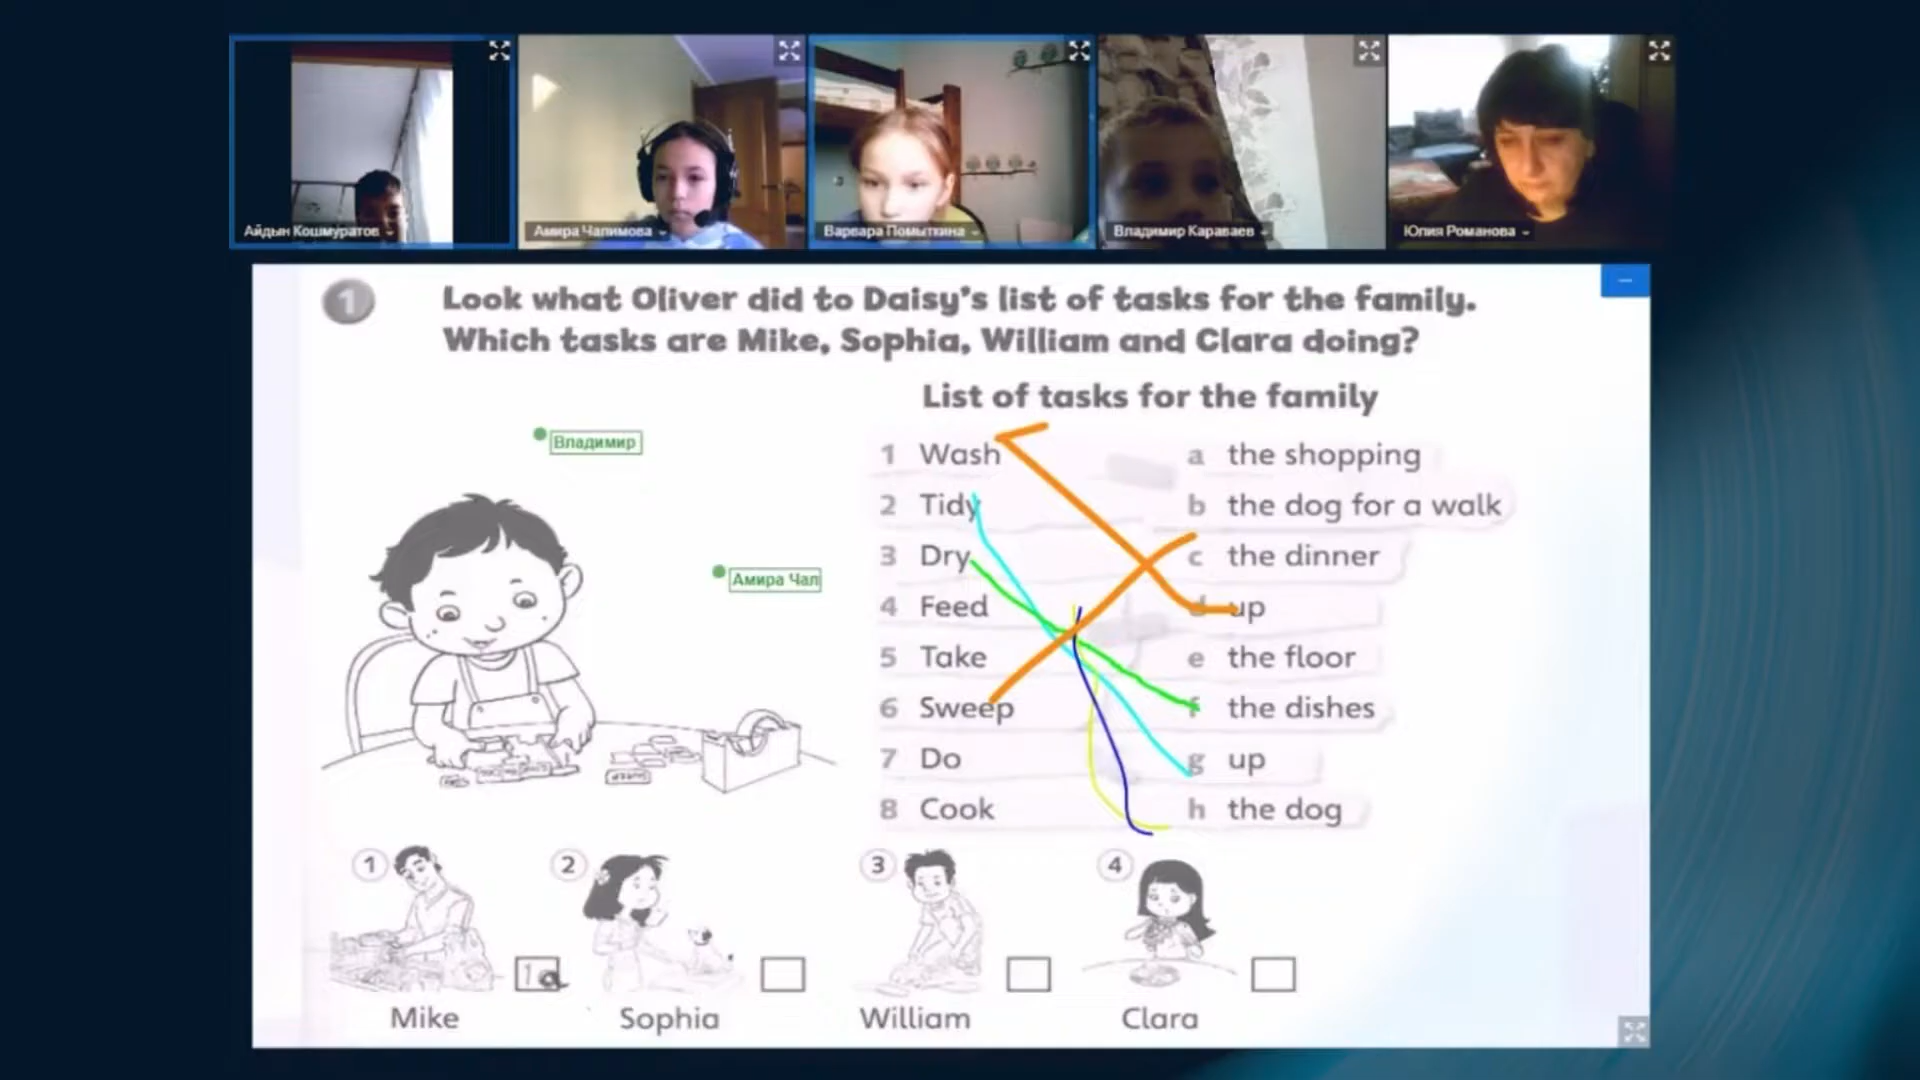 Айдын Кошмуратов
Амира Чалимова
Варвара Помыткина
Владимир Караваев
Юлия Романова
1
Look what Oliver did to Daisy's list of tasks for the family.
Which tasks are Mike, Sophia, William and Clara doing?
List of tasks for the family
Владимир
Амира Чал
1 Wash
2 Tidy
3 Dry
4 Feed
5 Take
6 Sweep
7 Do
8 Cook
a the shopping
b the dog for a walk
c the dinner
d up
e the floor
f the dishes
g up
h the dog
1
2
3
4
1a
Mike
Sophia
William
Clara